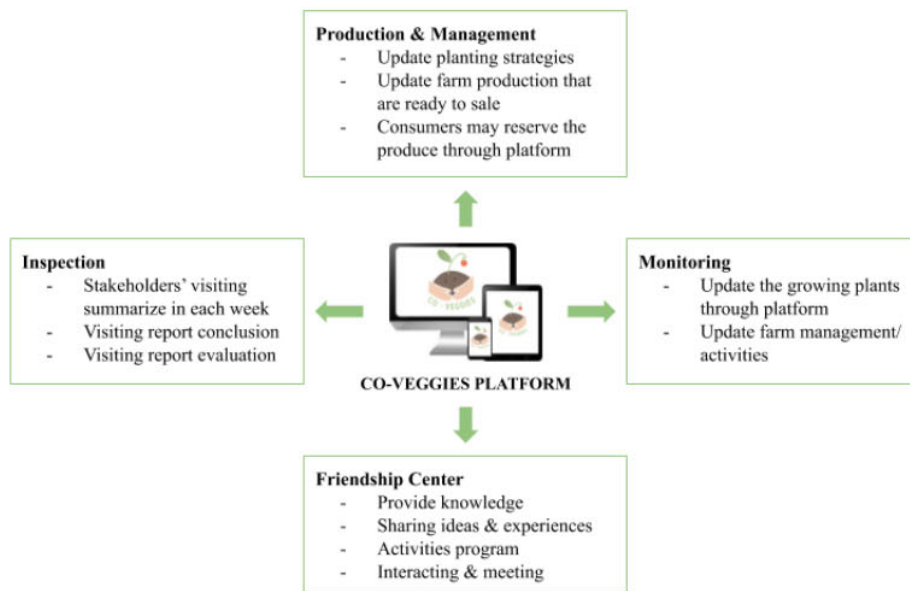 Production & Management
- Update planting strategies
- Update farm production that
are ready to sale
- Consumers may reserve the
produce through platform
Inspection
- Stakeholders’ visiting
summarize in each week
- Visiting report conclusion
- Visiting report evaluation
CO-VEGGIES
CO-VEGGIES PLATFORM
Monitoring
- Update the growing plants
through platform
- Update farm management/
activities
Friendship Center
- Provide knowledge
- Sharing ideas & experiences
- Activities program
- Interacting & meeting